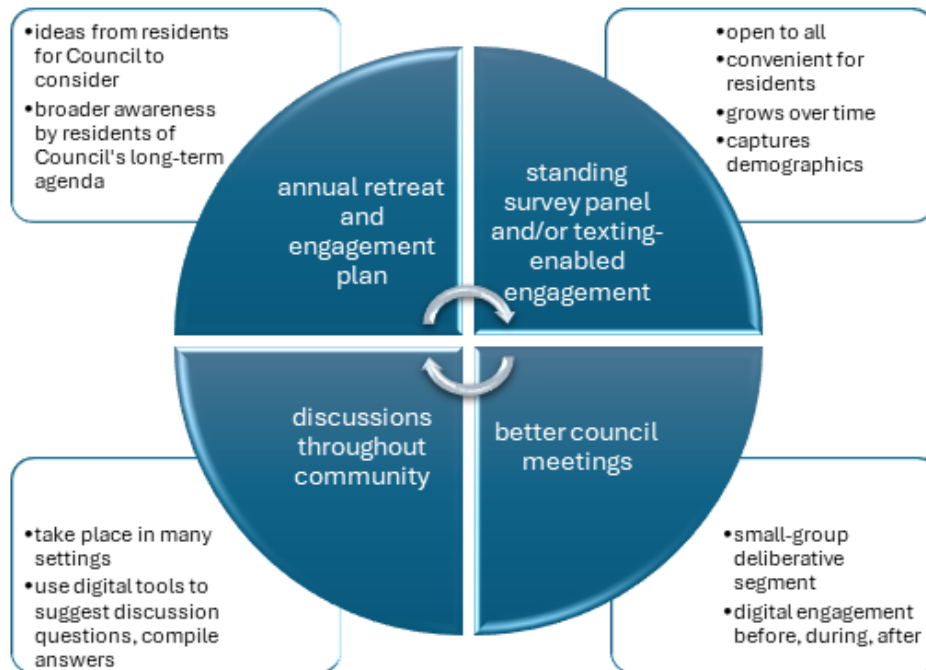 •ideas from residents
for Council to
consider
•broader awareness
by residents of
Council's long-term
agenda
annual retreat
and
engagement
plan
•open to all
•convenient for
residents
•grows over time
•captures
demographics
standing
survey panel
and/or texting-
enabled
engagement
discussions
throughout
community
•take place in many
settings
•use digital tools to
suggest discussion
questions, compile
answers
better council
meetings
•small-group
deliberative
segment
•digital engagement
before, during, after